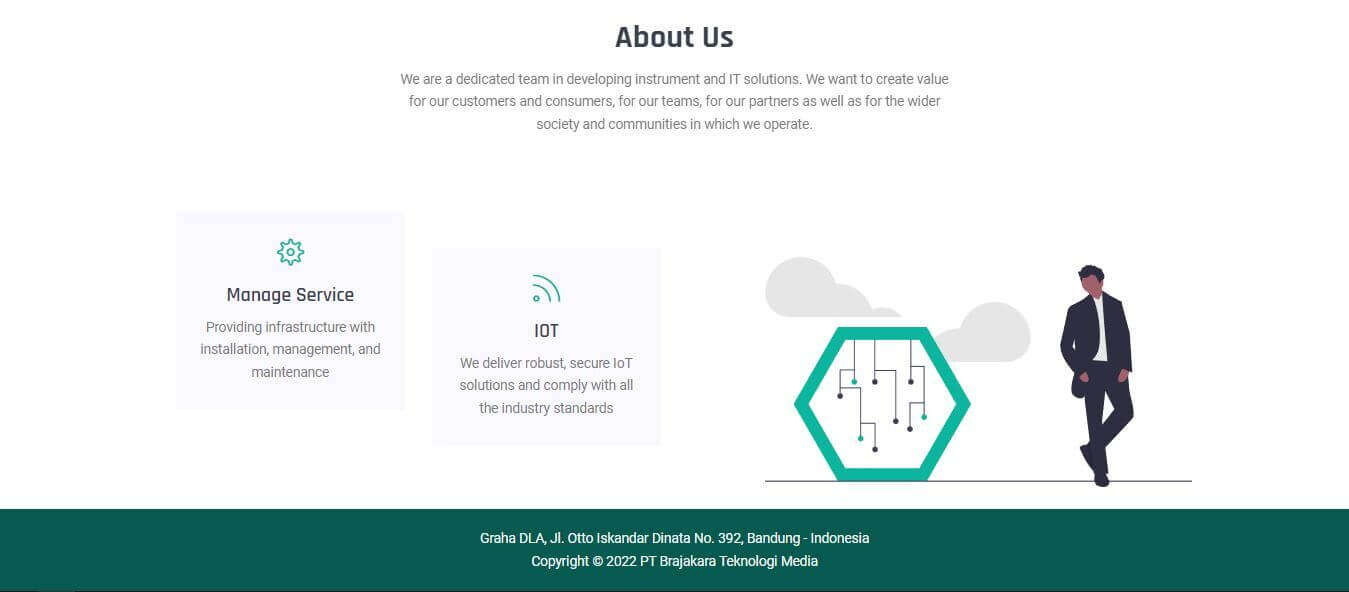 About Us
We are a dedicated team in developing instrument and IT solutions. We want to create value
for our customers and consumers, for our teams, for our partners as well as for the wider
society and communities in which we operate.
Manage Service
Providing infrastructure with
installation, management, and
maintenance
IOT
We deliver robust, secure IoT
solutions and comply with all
the industry standards
Graha DLA, Jl. Otto Iskandar Dinata No. 392, Bandung - Indonesia
Copyright © 2022 PT Brajakara Teknologi Media